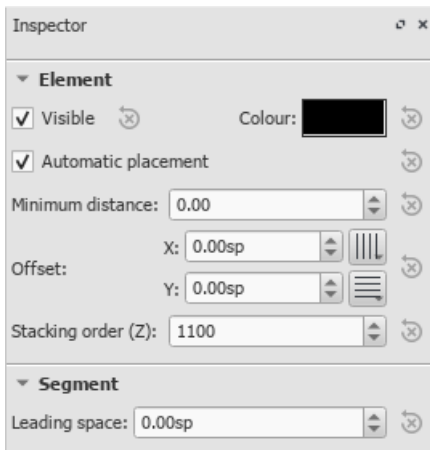 Inspector
Element
Visible Colour:
Automatic placement
Minimum distance: 0.00
X: 0.00sp
Offset:
Y: 0.00sp
Stacking order (Z): 1100
Segment
Leading space: 0.00sp